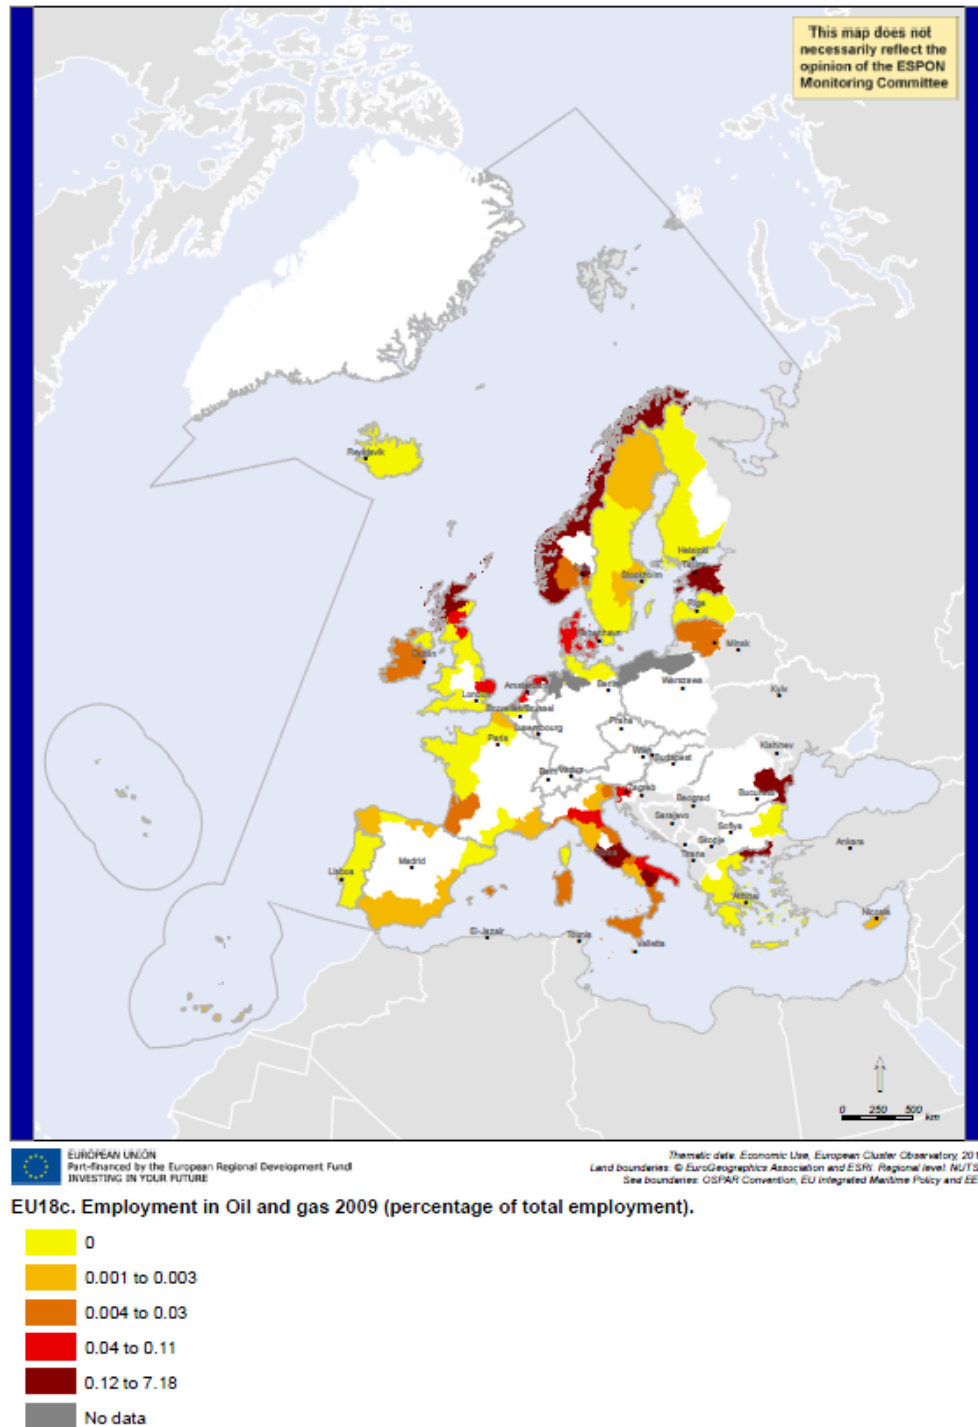 This map does not
necessarily reflect the
opinion of the ESPON
Monitoring Committee
Reykjavik
Helsinki
Tallinn
Stockholm
Riga
København
Minsk
Dublin
Amsterdam
Berlin
Warszawa
London
Bruxelles/Brussel
Kyiv
Luxembourg
Praha
Paris
Wien
Budapest
Kishinev
Bern
Vaduz
Zagreb
Beograd
Bucuresti
Sarajevo
Sofiya
Skopje
Tirana
Ankara
Madrid
Lisboa
Athinai
Nicosia
El-Jazair
Tounis
Valletta
0 250 500
km
EUROPEAN UNION
Part-financed by the European Regional Development Fund
INVESTING IN YOUR FUTURE
Thematic data: Economic Use, European Cluster Observatory, 201
Land boundaries: © EuroGeographics Association and ESRI. Regional level: NUTS
Sea boundaries: OSPAR Convention, EU Integrated Maritime Policy and EE
EU18c. Employment in Oil and gas 2009 (percentage of total employment).
0
0.001 to 0.003
0.004 to 0.03
0.04 to 0.11
0.12 to 7.18
No data